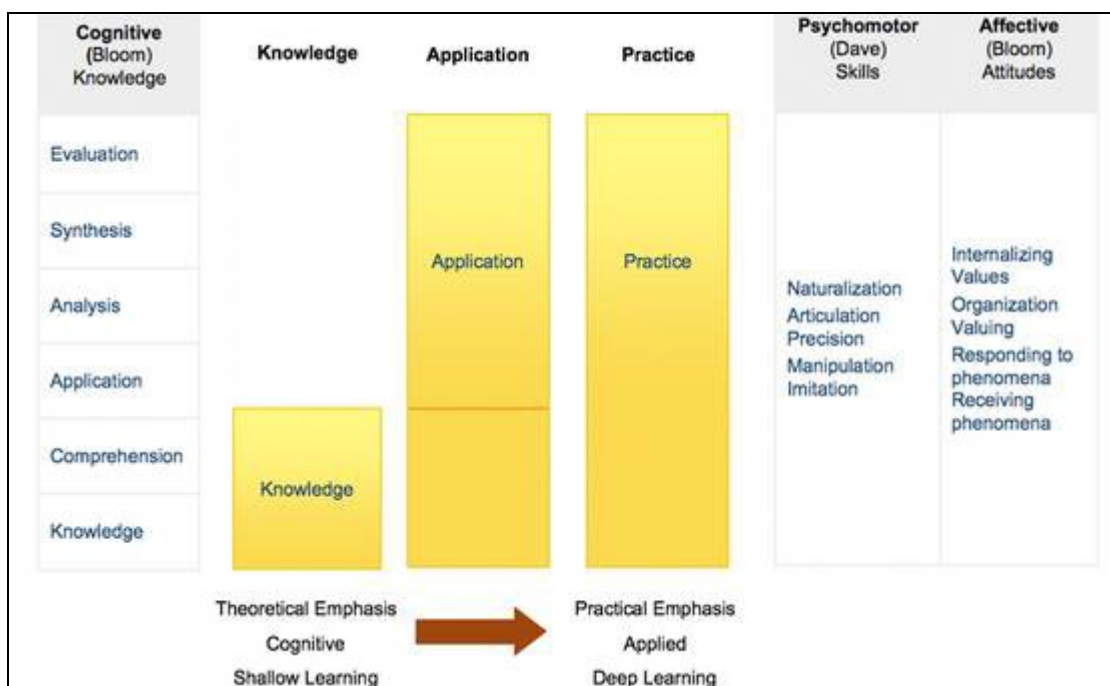 Cognitive
(Bloom)
Knowledge
Knowledge
Application
Practice
Psychomotor
(Dave)
Skills
Affective
(Bloom)
Attitudes
Evaluation
Synthesis
Analysis
Application
Comprehension
Knowledge
Knowledge
Application
Practice
Naturalization
Articulation
Precision
Manipulation
Imitation
Internalizing
Values
Organization
Valuing
Responding to
phenomena
Receiving
phenomena
Theoretical Emphasis
Cognitive
Shallow Learning
Practical Emphasis
Applied
Deep Learning